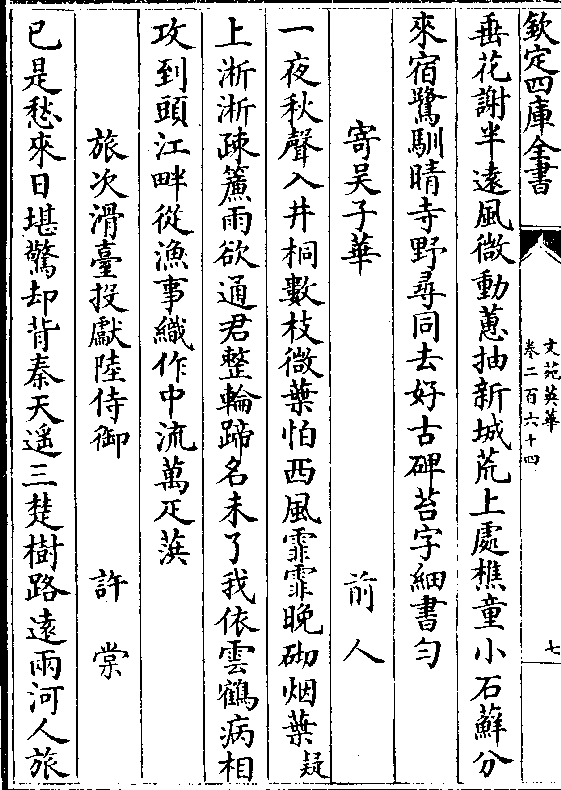 欽定四庫全書
文苑英華
卷二百六十四
七
垂花謝半遠風微動蕙抽新城荒上處樵童小石蘚分
來宿鷺馴晴寺野尋同去好古碑苔字細書匀
寄吴子華
前人
一夜秋聲入井桐數枝微葉怕西風霏霏晚砌烟葉疑
上淅淅疎簾雨欲通君整輪蹄名未了我依雲鶴病相
攻到頭江畔從漁事織作中流萬疋葓
旅次滑臺投獻陸侍御
許棠
已是愁來日堪驚却背秦天遥三楚樹路遠兩河人旅